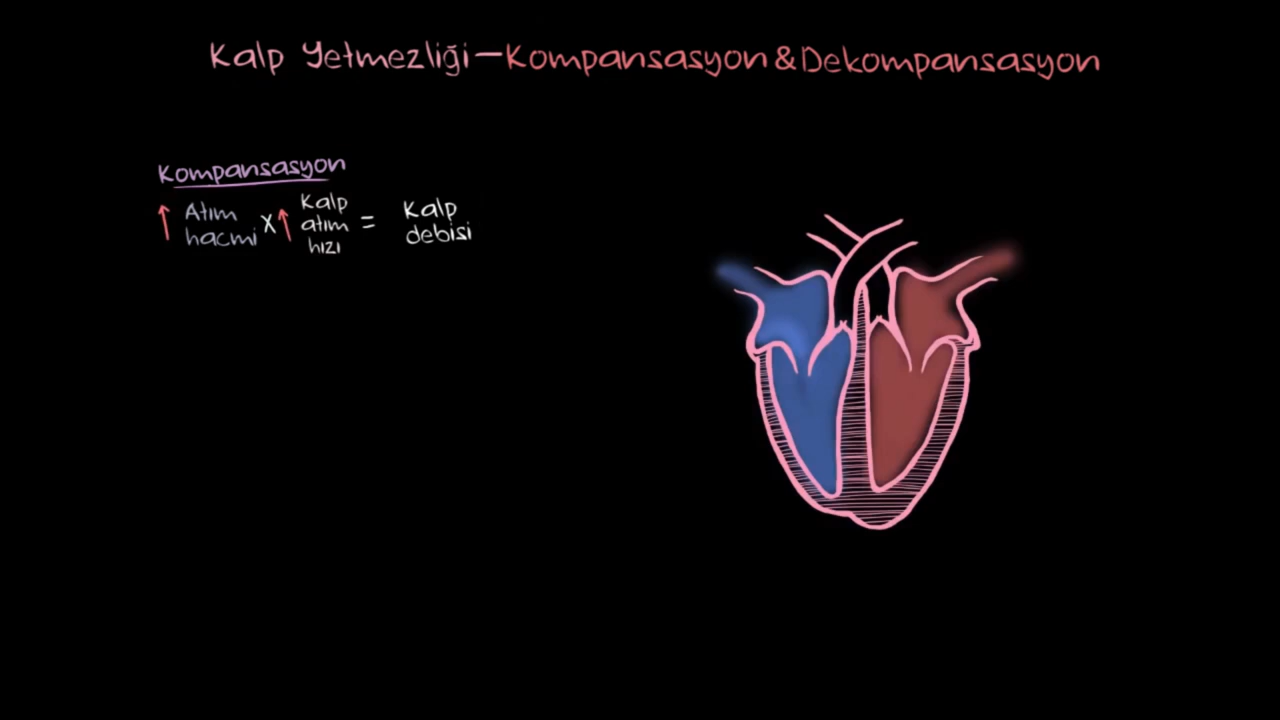 Kalp Yetmezliği—Kompansasyon & Dekompansasyon
Kompansasyon
↑ Atım hacmi x ↑ Kalp atım hızı = Kalp debisi